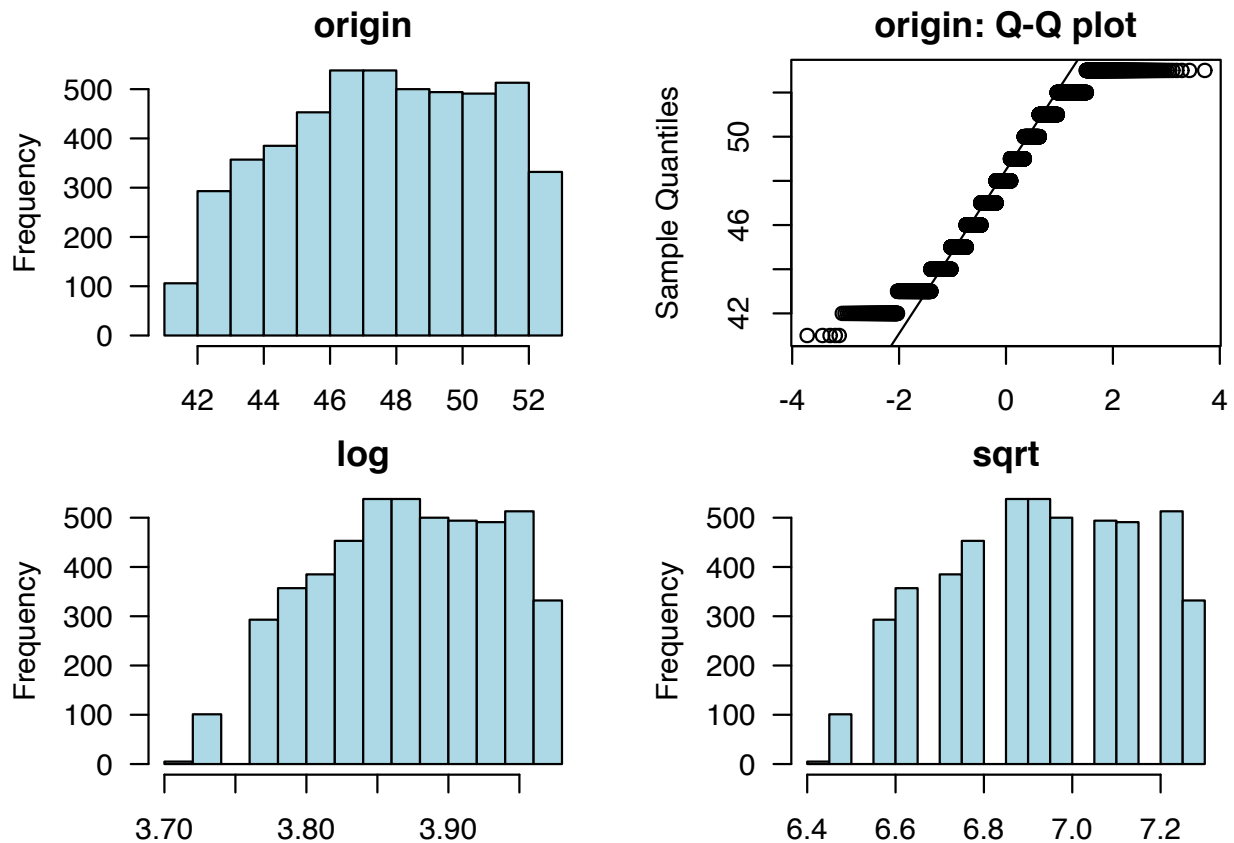 origin
Frequency
500
400
300
200
100
0
42 44 46 48 50 52
origin: Q-Q plot
Sample Quantiles
50
46
42
-4 -2 0 2 4
log
Frequency
500
400
300
200
100
0
3.70 3.80 3.90
sqrt
Frequency
500
400
300
200
100
0
6.4 6.6 6.8 7.0 7.2